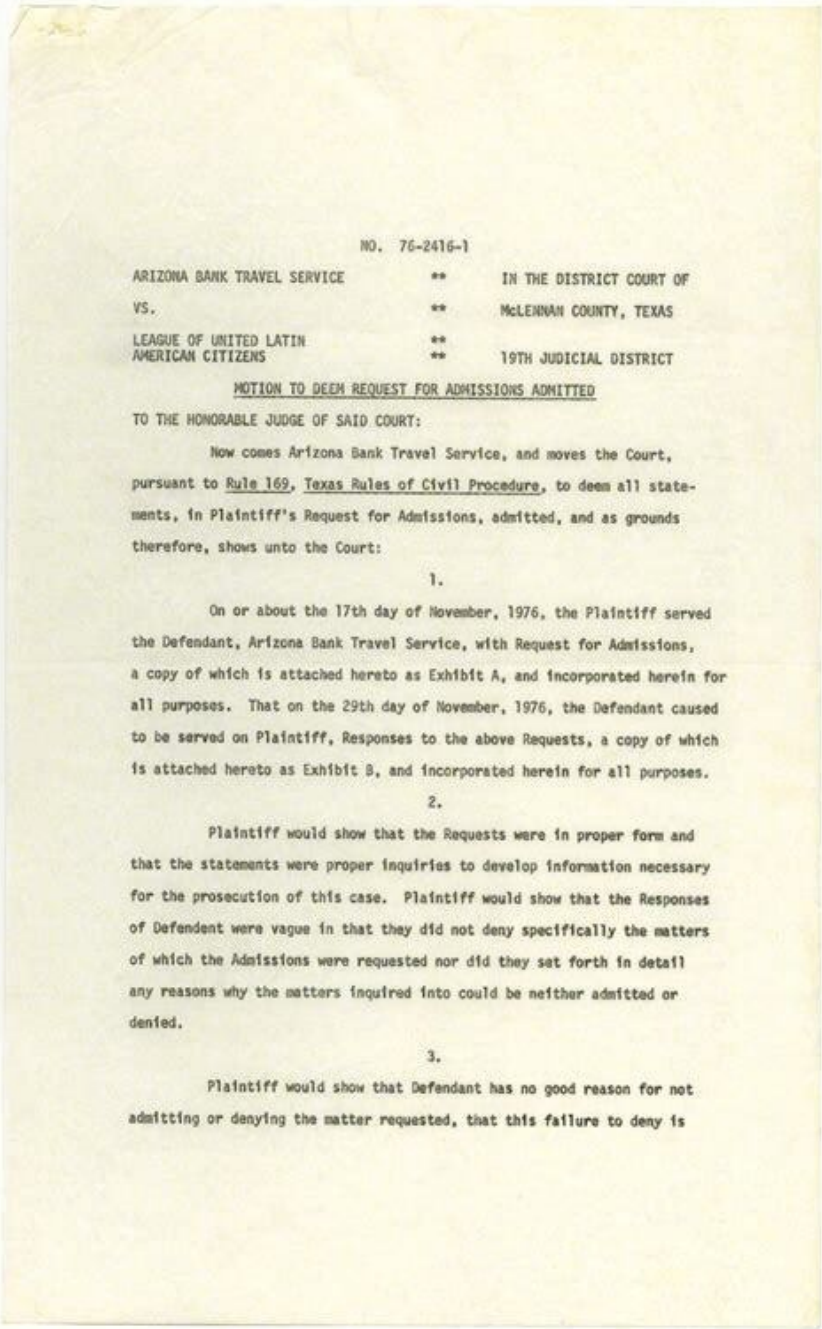 NO. 76-2416-1
ARIZONA BANK TRAVEL SERVICE ** IN THE DISTRICT COURT OF
VS. ** McLENNAN COUNTY, TEXAS
LEAGUE OF UNITED LATIN **
AMERICAN CITIZENS ** 19TH JUDICIAL DISTRICT
MOTION TO DEEM REQUEST FOR ADMISSIONS ADMITTED
TO THE HONORABLE JUDGE OF SAID COURT:
Now comes Arizona Bank Travel Service, and moves the Court,
pursuant to Rule 169, Texas Rules of Civil Procedure, to deem all state-
ments, in Plaintiff's Request for Admissions, admitted, and as grounds
therefore, shows unto the Court:
1.
On or about the 17th day of November, 1976, the Plaintiff served
the Defendant, Arizona Bank Travel Service, with Request for Admissions,
a copy of which is attached hereto as Exhibit A, and incorporated herein for
all purposes. That on the 29th day of November, 1976, the Defendant caused
to be served on Plaintiff, Responses to the above Requests, a copy of which
is attached hereto as Exhibit B, and incorporated herein for all purposes.
2.
Plaintiff would show that the Requests were in proper form and
that the statements were proper inquiries to develop information necessary
for the prosecution of this case. Plaintiff would show that the Responses
of Defendent were vague in that they did not deny specifically the matters
of which the Admissions were requested nor did they set forth in detail
any reasons why the matters inquired into could be neither admitted or
denied.
3.
Plaintiff would show that Defendant has no good reason for not
admitting or denying the matter requested, that this failure to deny is